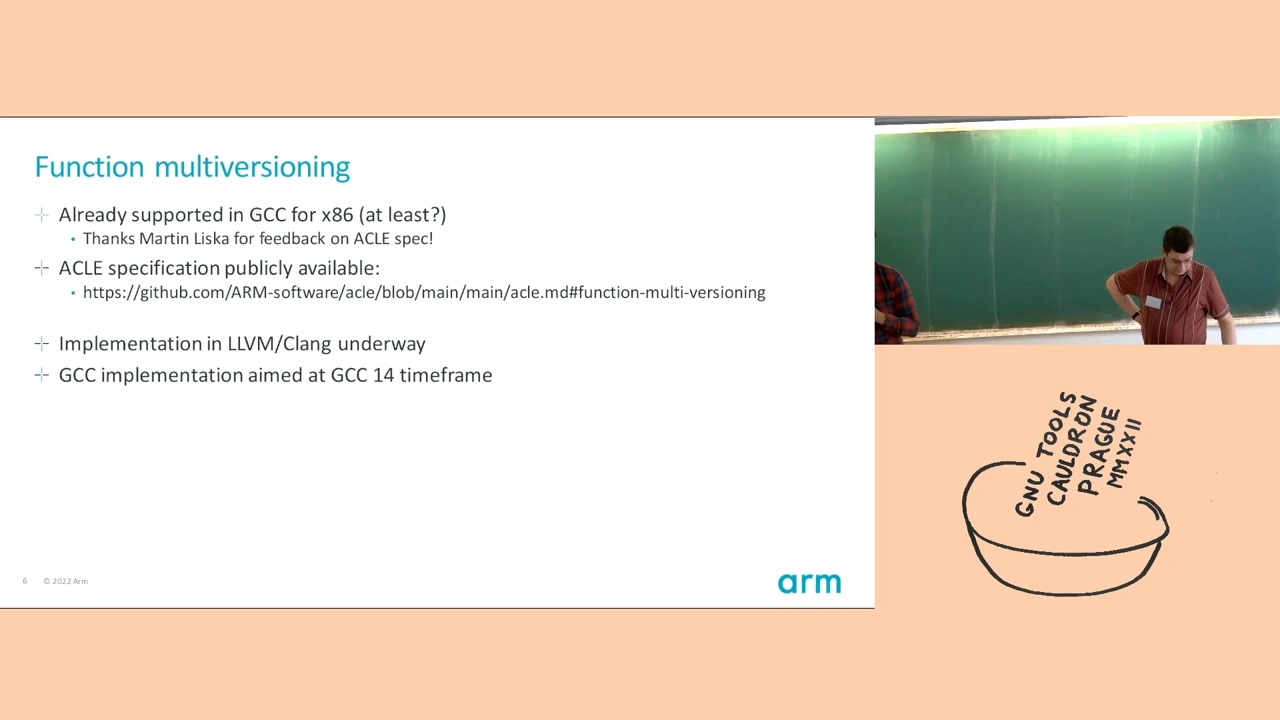 Function multiversioning
Already supported in GCC for x86 (at least?)
• Thanks Martin Liska for feedback on ACLE spec!
ACLE specification publicly available:
• https://github.com/ARM-software/acle/blob/main/main/acle.md#function-multi-versioning
Implementation in LLVM/Clang underway
GCC implementation aimed at GCC 14 timeframe
6 © 2022 Arm
arm
GNU TOOLS
CAULDRON
PRAGUE
MMXXII